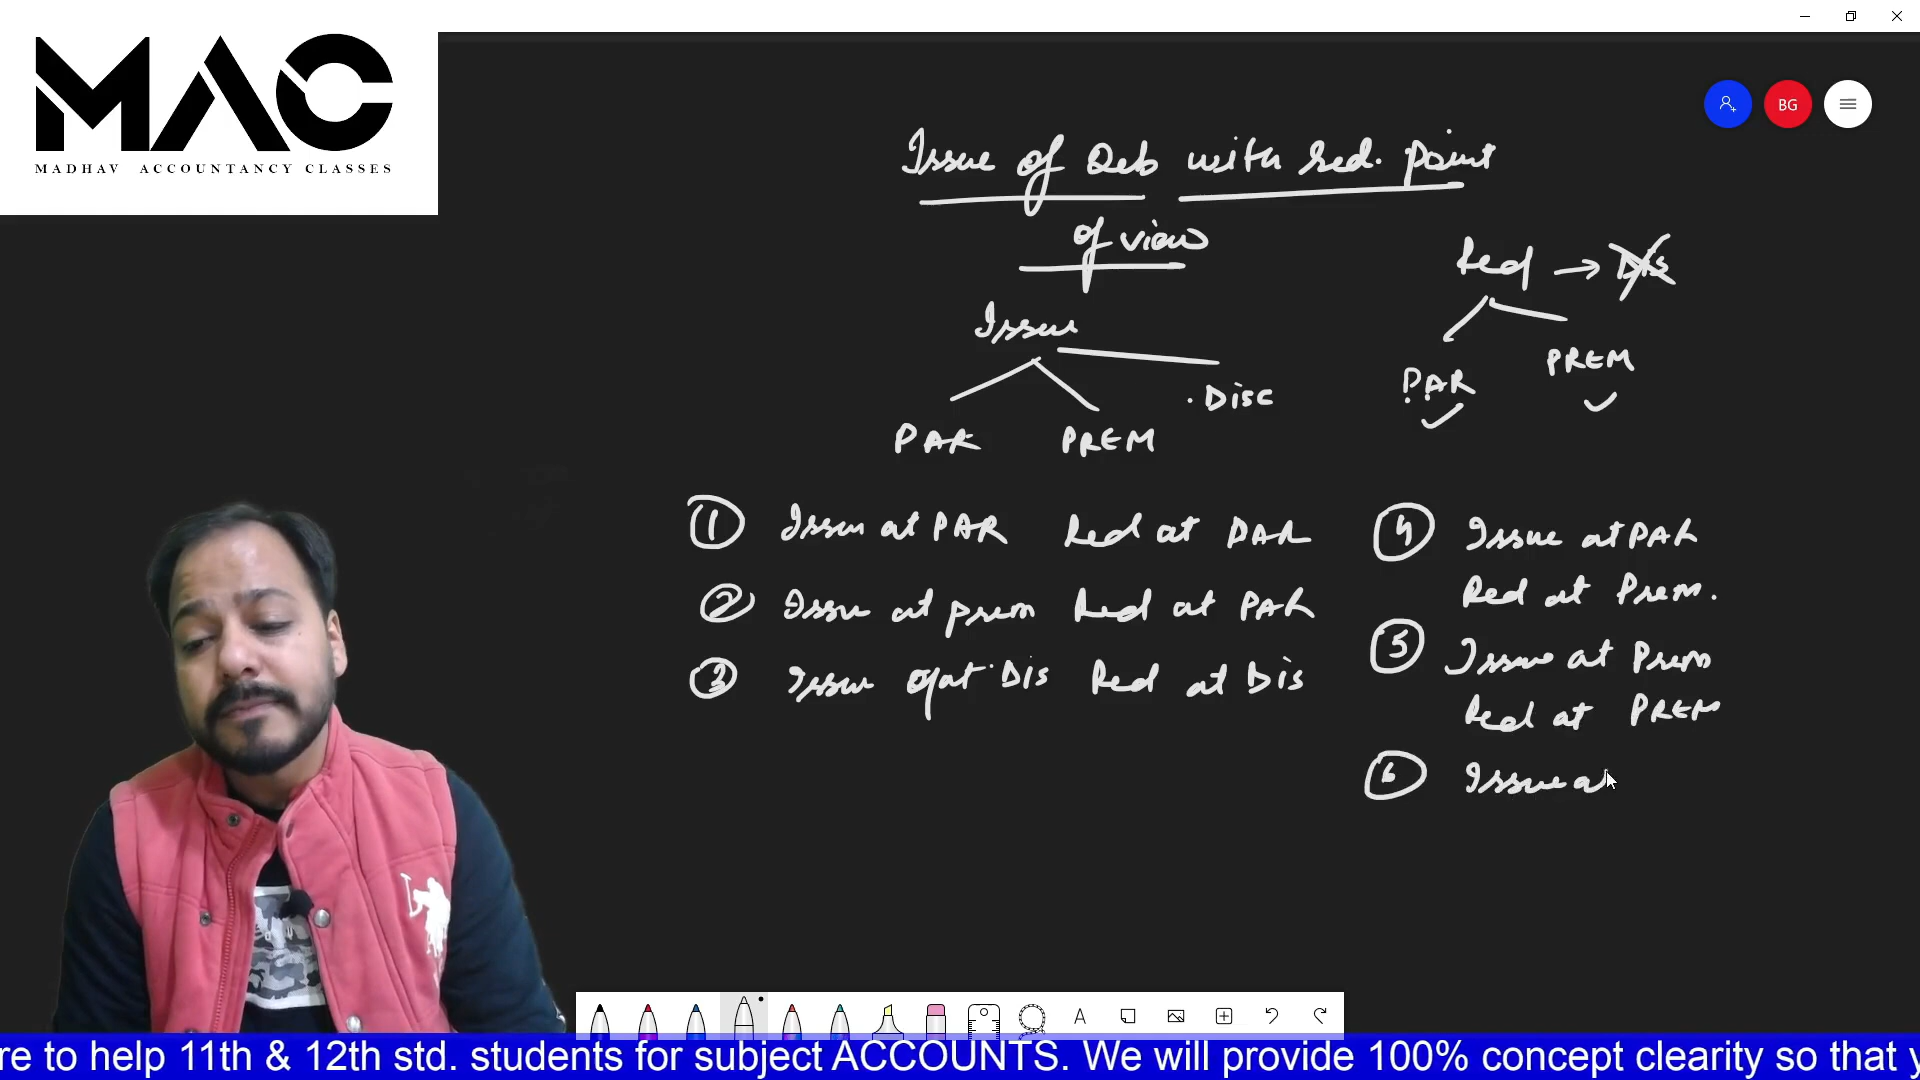 MAC
MADHAV ACCOUNTANCY CLASSES
BG
Issue of Deb with red. point
of view
Issue
PAR PREM . Disc
Red → Dis
PAR PREM
① Issue at PAR Red at PAR
② Issue at prem Red at PAR
③ Issue at Dis Red at Dis
④ Issue at PAR
Red at Prem.
⑤ Issue at Prem
Red at PREM
⑥ Issue a
A
re to help 11th & 12th std. students for subject ACCOUNTS. We will provide 100% concept clearity so that y